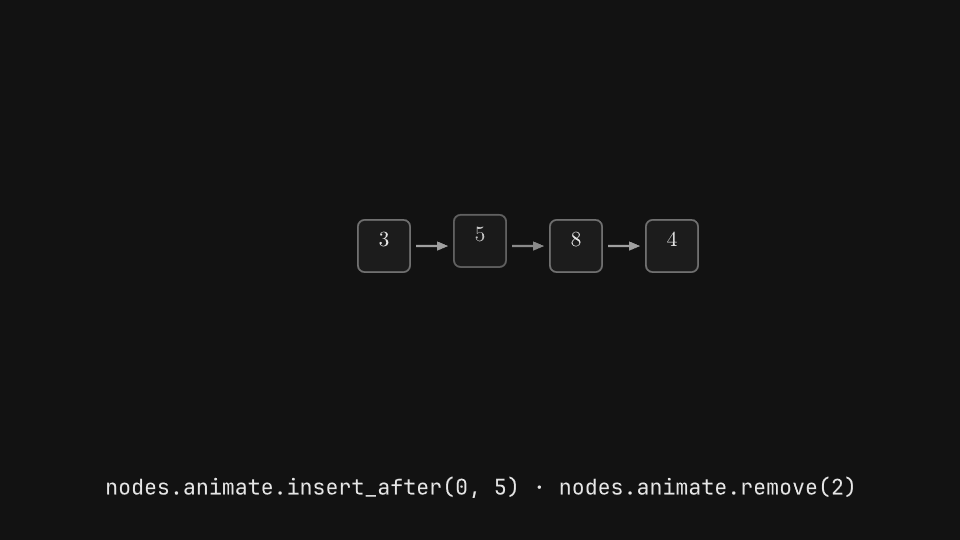 3 5 8 4
nodes.animate.insert_after(0, 5) · nodes.animate.remove(2)